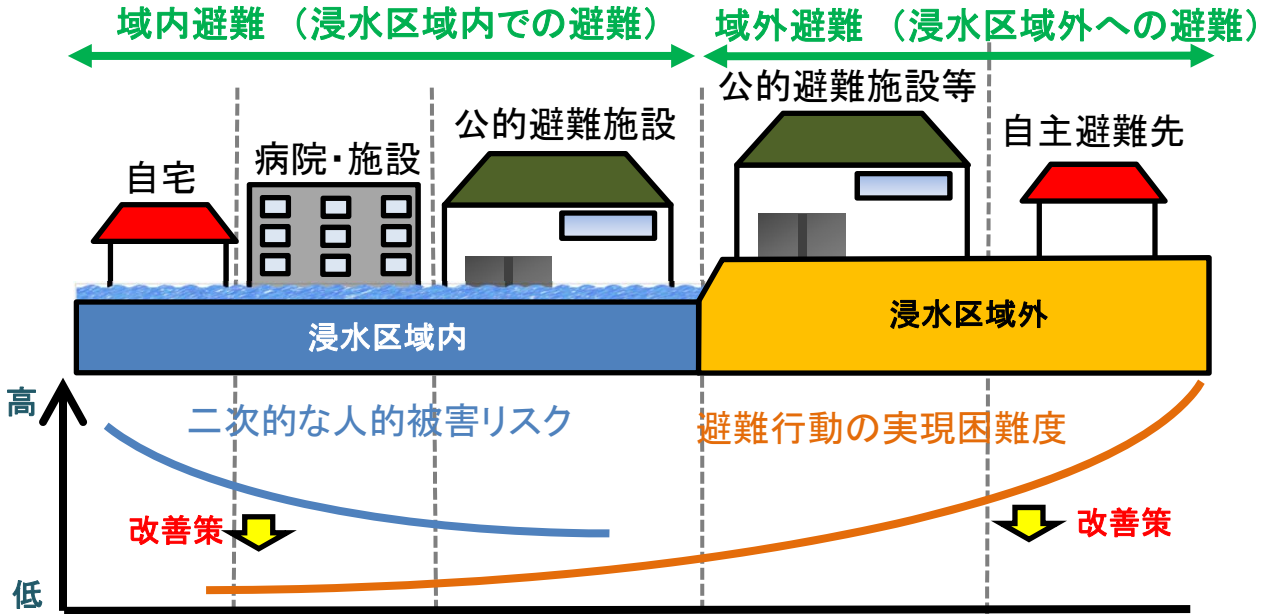 域内避難 （浸水区域内での避難）
域外避難 （浸水区域外への避難）
自宅
病院・施設
公的避難施設
公的避難施設等
自主避難先
浸水区域内
浸水区域外
高
二次的な人的被害リスク
避難行動の実現困難度
改善策
改善策
低